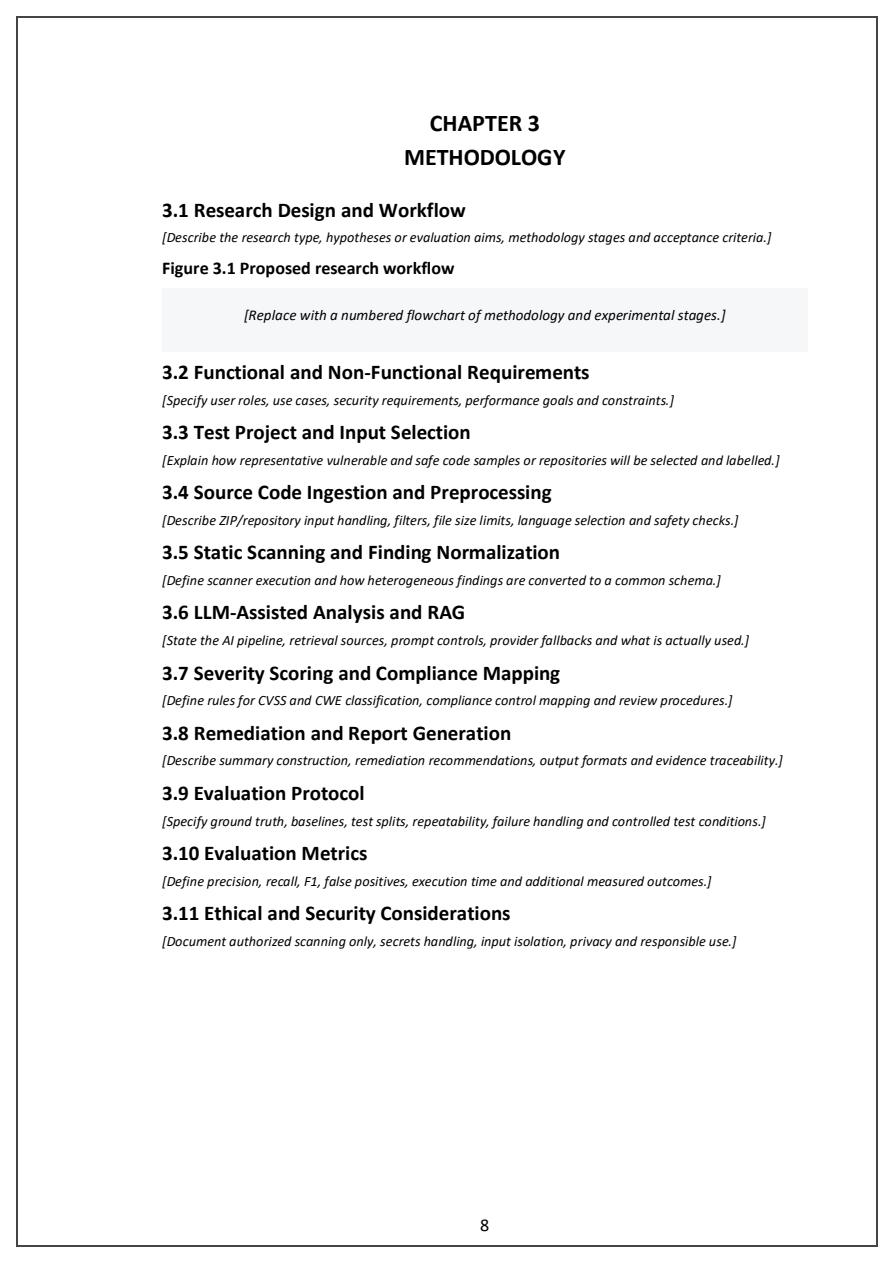 CHAPTER 3
METHODOLOGY
3.1 Research Design and Workflow
[Describe the research type, hypotheses or evaluation aims, methodology stages and acceptance criteria.]
Figure 3.1 Proposed research workflow
[Replace with a numbered flowchart of methodology and experimental stages.]
3.2 Functional and Non-Functional Requirements
[Specify user roles, use cases, security requirements, performance goals and constraints.]
3.3 Test Project and Input Selection
[Explain how representative vulnerable and safe code samples or repositories will be selected and labelled.]
3.4 Source Code Ingestion and Preprocessing
[Describe ZIP/repository input handling, filters, file size limits, language selection and safety checks.]
3.5 Static Scanning and Finding Normalization
[Define scanner execution and how heterogeneous findings are converted to a common schema.]
3.6 LLM-Assisted Analysis and RAG
[State the AI pipeline, retrieval sources, prompt controls, provider fallbacks and what is actually used.]
3.7 Severity Scoring and Compliance Mapping
[Define rules for CVSS and CWE classification, compliance control mapping and review procedures.]
3.8 Remediation and Report Generation
[Describe summary construction, remediation recommendations, output formats and evidence traceability.]
3.9 Evaluation Protocol
[Specify ground truth, baselines, test splits, repeatability, failure handling and controlled test conditions.]
3.10 Evaluation Metrics
[Define precision, recall, F1, false positives, execution time and additional measured outcomes.]
3.11 Ethical and Security Considerations
[Document authorized scanning only, secrets handling, input isolation, privacy and responsible use.]
8